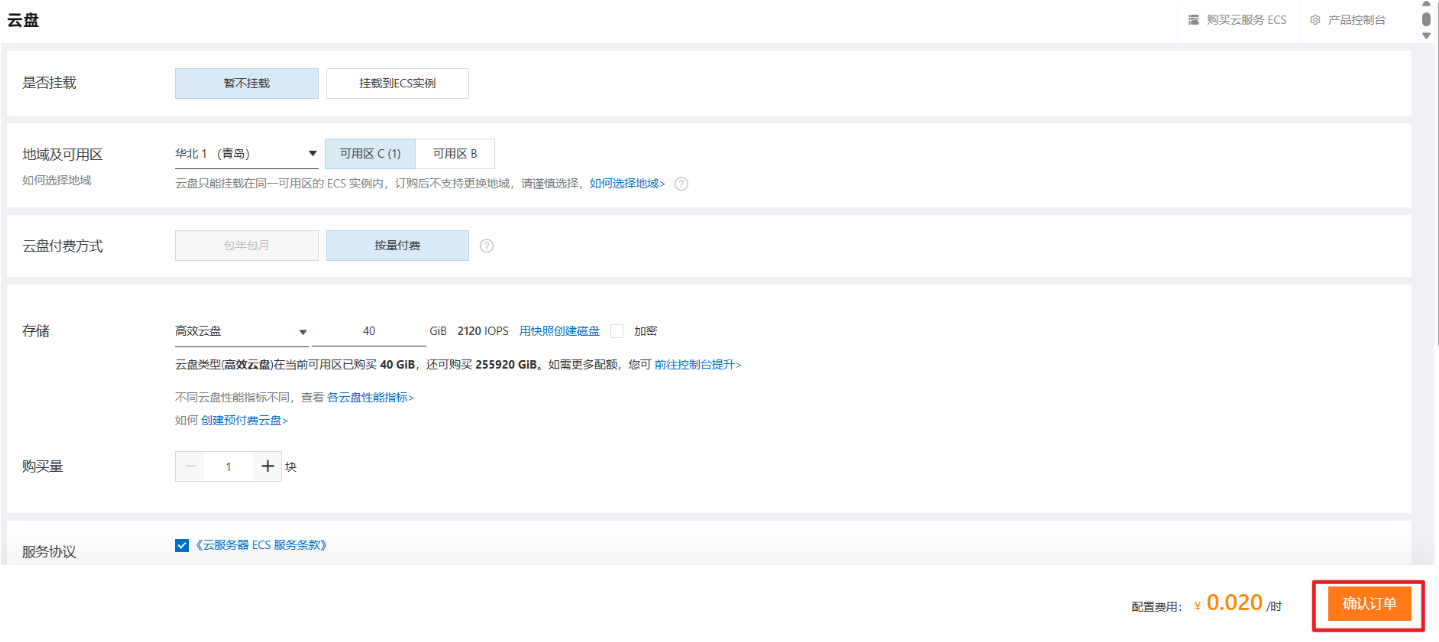 云盘
购买云服务 ECS 产品控制台
是否挂载 暂不挂载 挂载到ECS实例
地域及可用区 华北 1 （青岛） 可用区 C (1) 可用区 B
如何选择地域 云盘只能挂载在同一可用区的 ECS 实例内，订购后不支持更换地域，请谨慎选择，如何选择地域> ?
云盘付费方式 包年包月 按量付费 ?
存储 高效云盘 40 GiB 2120 IOPS 用快照创建磁盘 加密
云盘类型(高效云盘)在当前可用区已购买 40 GiB，还可购买 255920 GiB。如需更多配额，您可 前往控制台提升>
不同云盘性能指标不同，查看 各云盘性能指标>
如何 创建预付费云盘>
购买量 − 1 + 块
服务协议 《云服务器 ECS 服务条款》
配置费用： ¥ 0.020 /时 确认订单